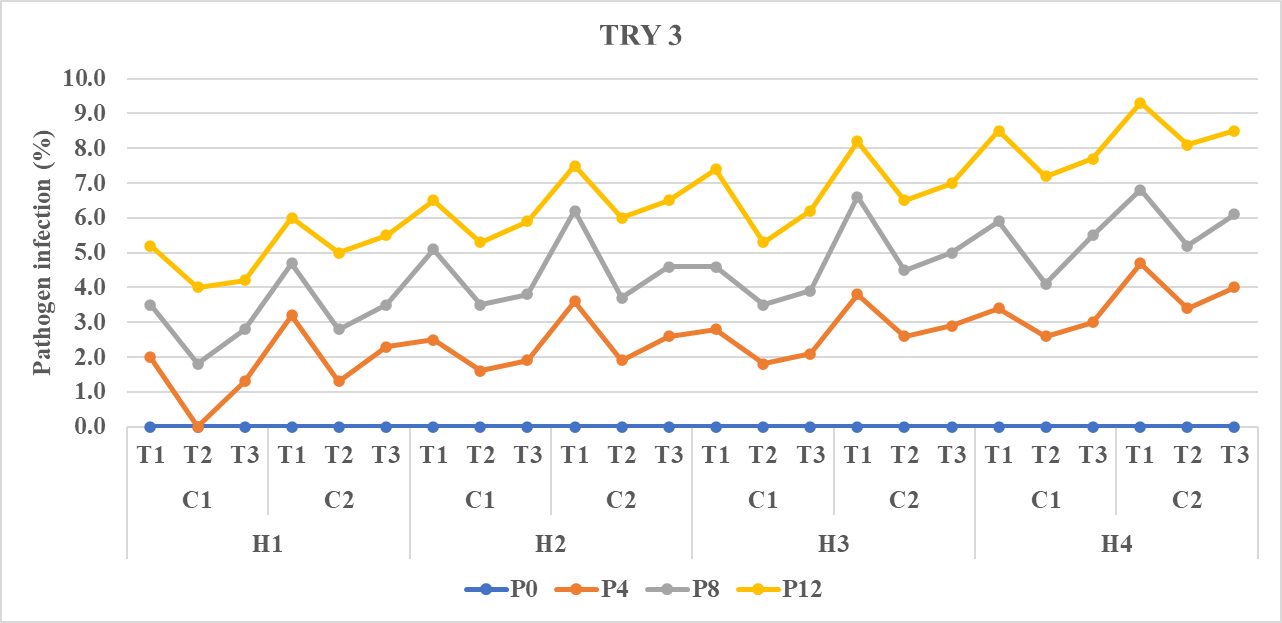 TRY 3
Pathogen infection (%)
10.0
9.0
8.0
7.0
6.0
5.0
4.0
3.0
2.0
1.0
0.0
T1 T2 T3 T1 T2 T3 T1 T2 T3 T1 T2 T3 T1 T2 T3 T1 T2 T3 T1 T2 T3 T1 T2 T3
C1 C2 C1 C2 C1 C2 C1 C2
H1 H2 H3 H4
P0 P4 P8 P12